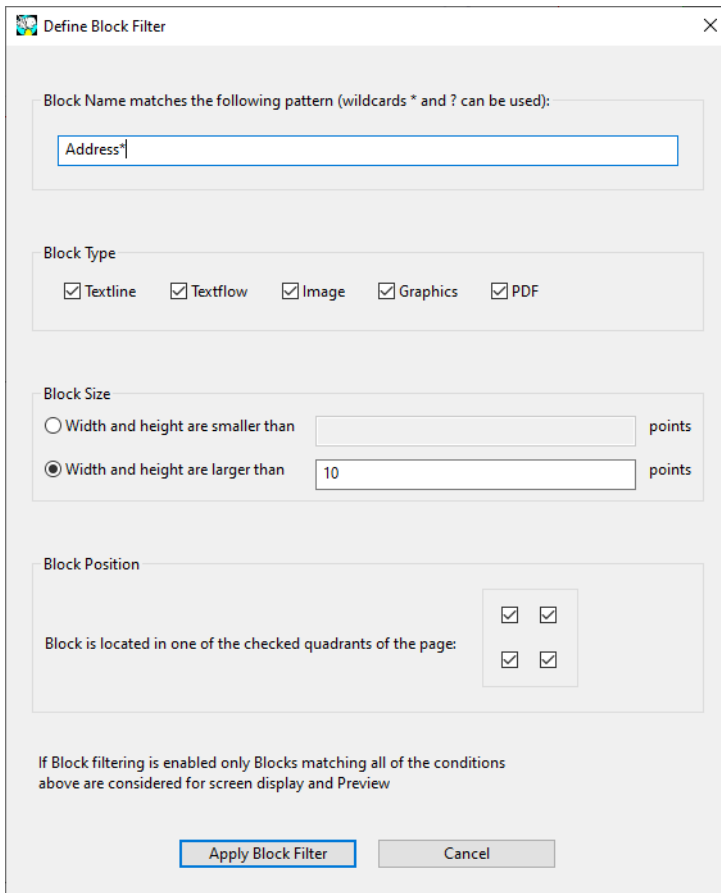 Define Block Filter
Block Name matches the following pattern (wildcards * and ? can be used):
Address*
Block Type
Textline Textflow Image Graphics PDF
Block Size
Width and height are smaller than points
Width and height are larger than 10 points
Block Position
Block is located in one of the checked quadrants of the page:
If Block filtering is enabled only Blocks matching all of the conditions
above are considered for screen display and Preview
Apply Block Filter Cancel